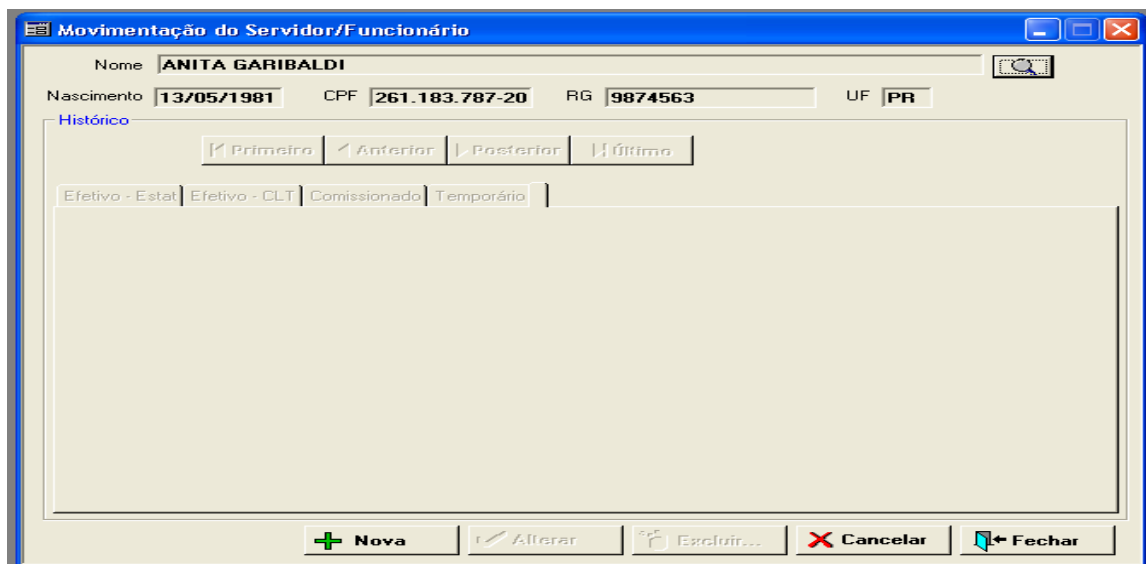 Movimentação do Servidor/Funcionário
Nome ANITA GARIBALDI
Nascimento 13/05/1981 CPF 261.183.787-20 RG 9874563 UF PR
Histórico
Primeiro Anterior Posterior Último
Efetivo - Estat Efetivo - CLT Comissionado Temporário
Nova Alterar Excluir... Cancelar Fechar